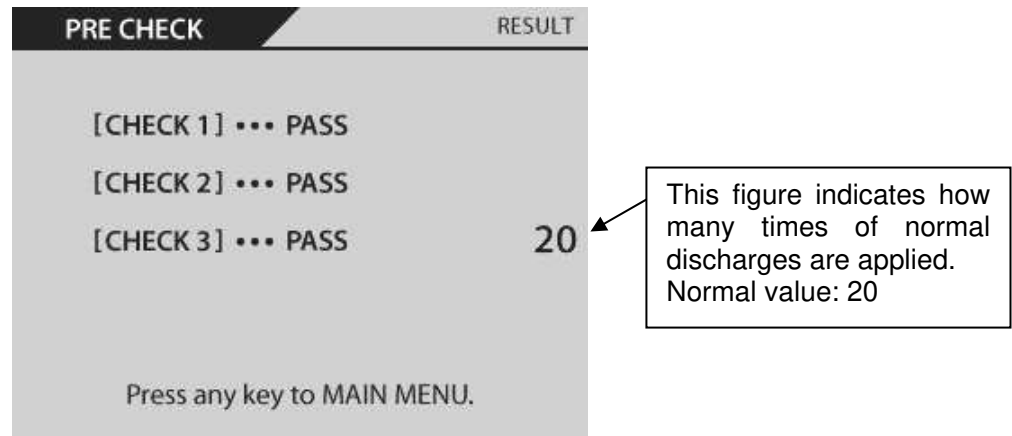 PRE CHECK RESULT
[CHECK 1] ••• PASS
[CHECK 2] ••• PASS
[CHECK 3] ••• PASS 20
Press any key to MAIN MENU.
This figure indicates how
many times of normal
discharges are applied.
Normal value: 20